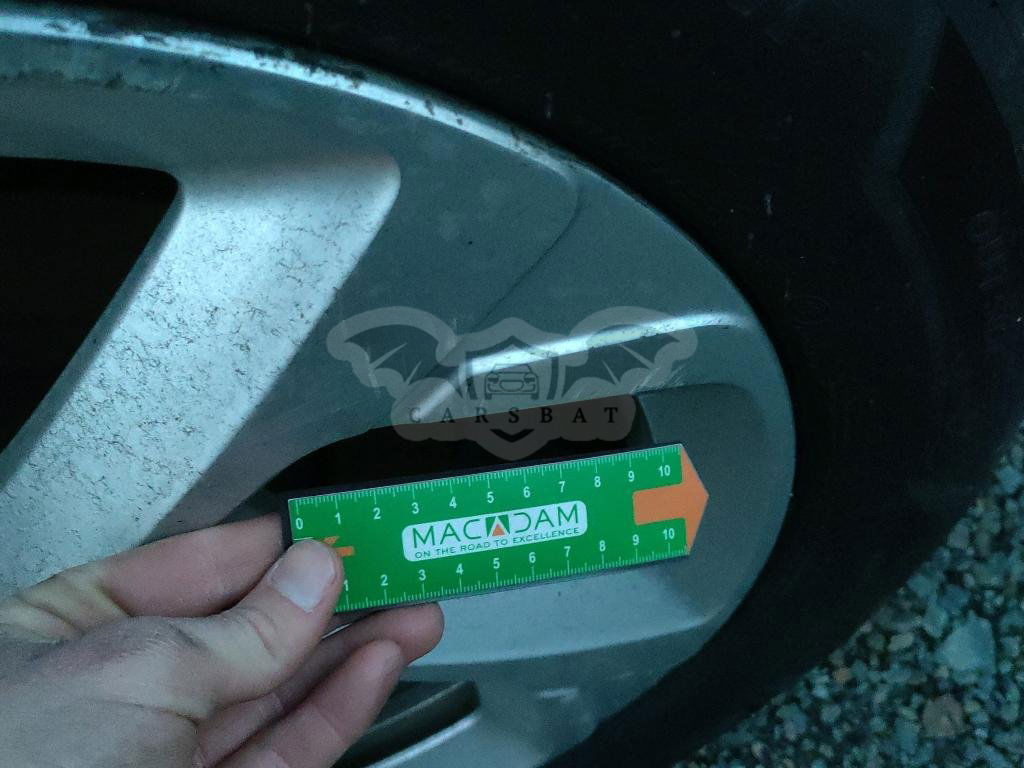 CARSBAT
0 1 2 3 4 5 6 7 8 9 10
MACADAM
ON THE ROAD TO EXCELLENCE
1 2 3 4 5 6 7 8 9 10